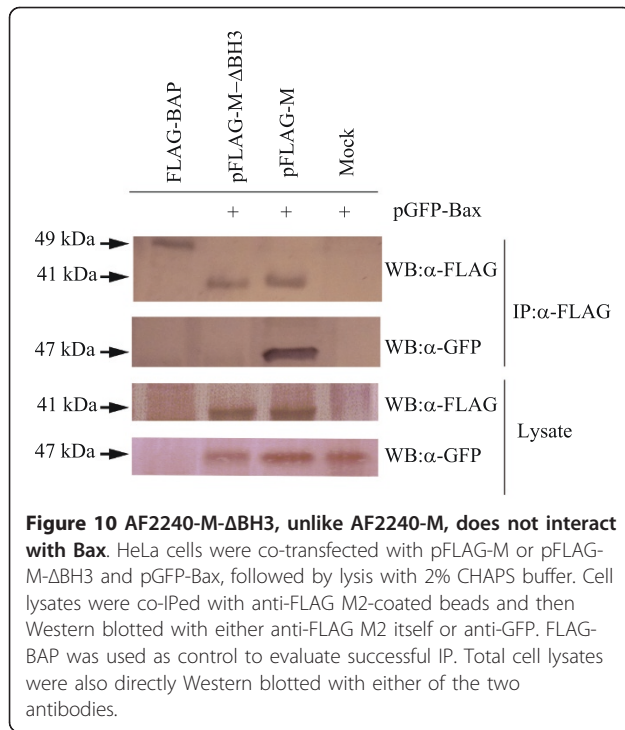 FLAG-BAP
pFLAG-M–ΔBH3
pFLAG-M
Mock
+ + + pGFP-Bax
49 kDa
41 kDa
WB:α-FLAG
IP:α-FLAG
47 kDa
WB:α-GFP
41 kDa
WB:α-FLAG
Lysate
47 kDa
WB:α-GFP
Figure 10 AF2240-M-ΔBH3, unlike AF2240-M, does not interact
with Bax. HeLa cells were co-transfected with pFLAG-M or pFLAG-
M-ΔBH3 and pGFP-Bax, followed by lysis with 2% CHAPS buffer. Cell
lysates were co-IPed with anti-FLAG M2-coated beads and then
Western blotted with either anti-FLAG M2 itself or anti-GFP. FLAG-
BAP was used as control to evaluate successful IP. Total cell lysates
were also directly Western blotted with either of the two
antibodies.